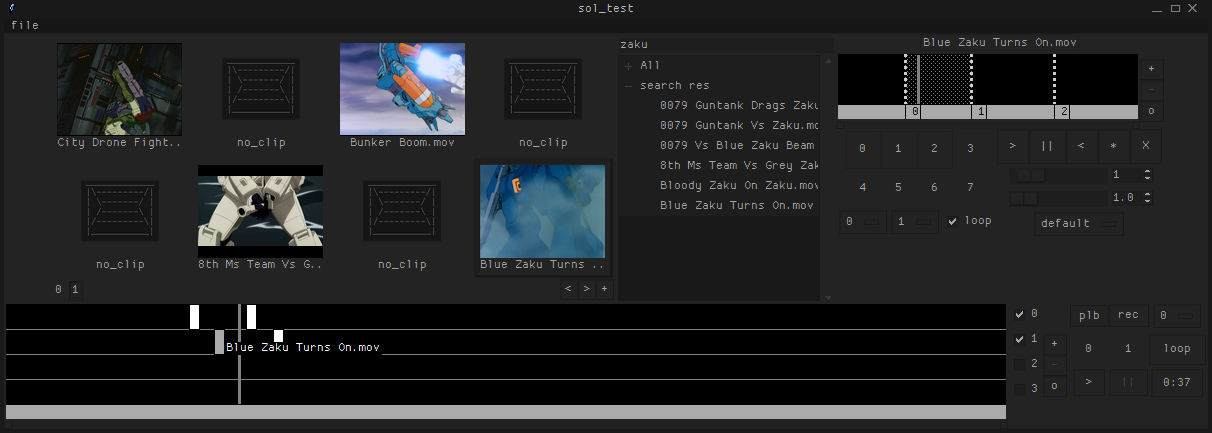 sol_test
file
City Drone Fight..
no_clip
Bunker Boom.mov
no_clip
no_clip
8th Ms Team Vs G..
no_clip
Blue Zaku Turns ..
0 1
< > +
zaku
+ All
- search res
0079 Guntank Drags Zaku
0079 Guntank Vs Zaku.mo
0079 Vs Blue Zaku Beam
8th Ms Team Vs Grey Zak
Bloody Zaku On Zaku.mov
Blue Zaku Turns On.mov
Blue Zaku Turns On.mov
0 1 2
+
-
o
0 1 2 3
> || < * X
4 5 6 7
1
1.0
0 1 loop
default
Blue Zaku Turns On.mov
0
1
2
3
+
-
o
plb rec 0
0 1 loop
> || 0:37